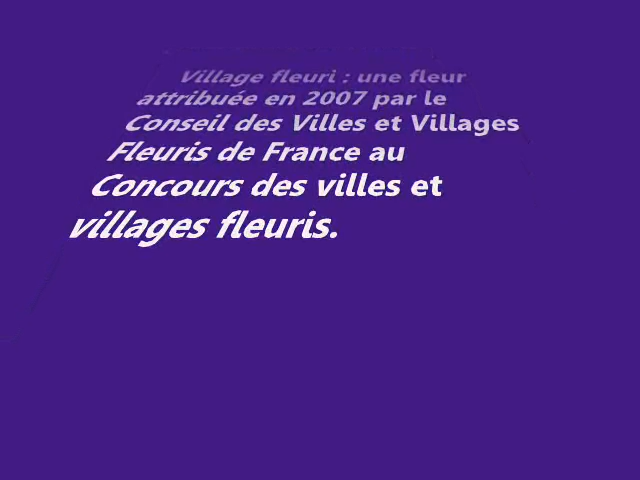 Village fleuri : une fleur
attribuée en 2007 par le
Conseil des Villes et Villages
Fleuris de France au
Concours des villes et
villages fleuris.